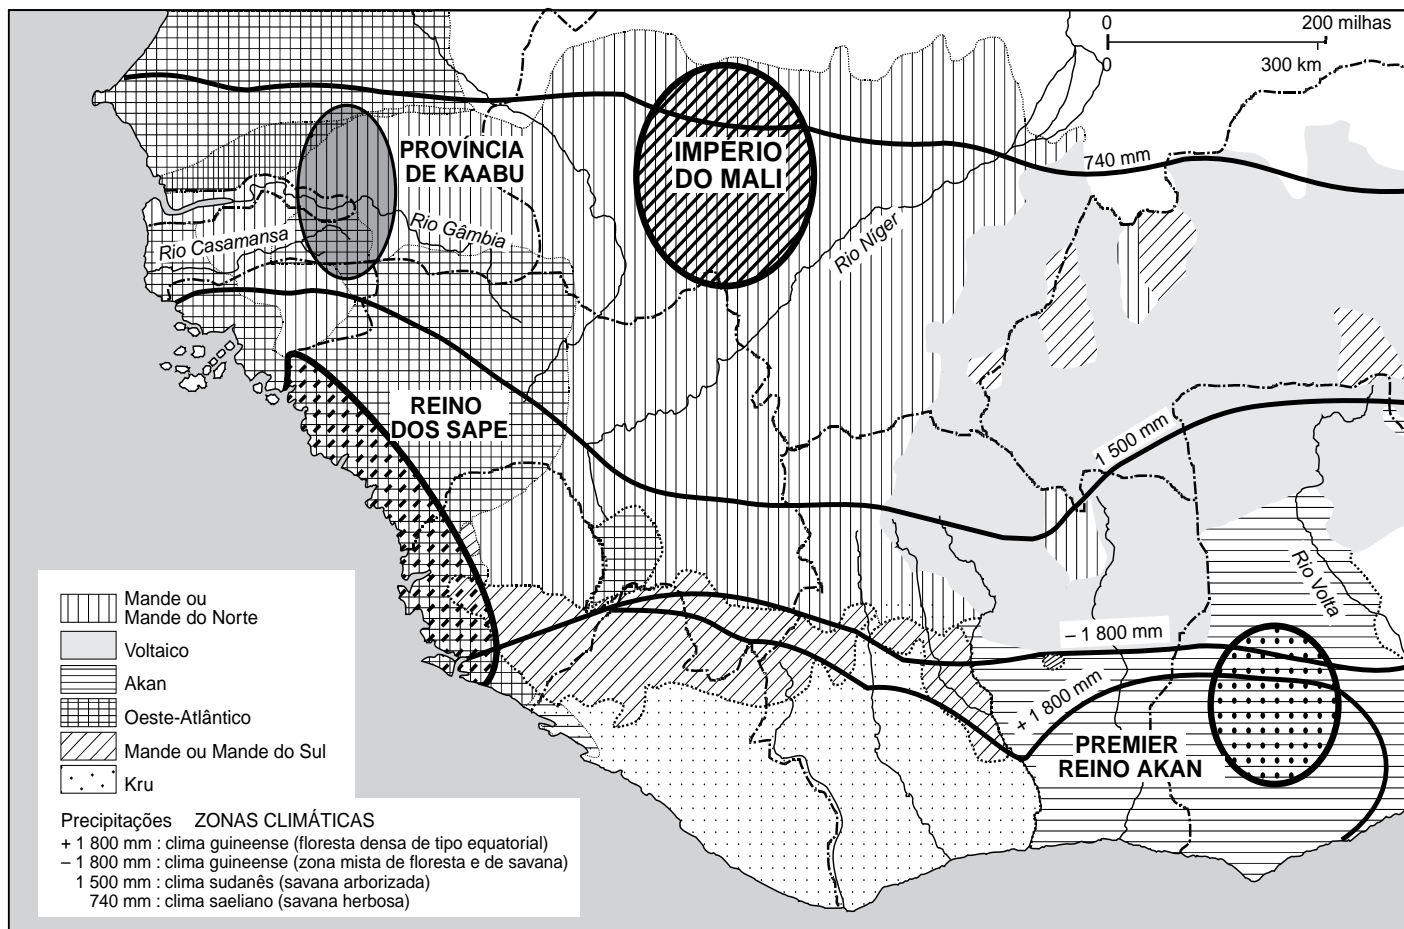 0 200 milhas
0 300 km
PROVÍNCIA
DE KAABU
IMPÉRIO
DO MALI
740 mm
Rio Casamansa
Rio Gâmbia
Rio Níger
REINO
DOS SAPE
1 500 mm
Rio Volta
– 1 800 mm
+ 1 800 mm
PREMIER
REINO AKAN
Mande ou
Mande do Norte
Voltaico
Akan
Oeste-Atlântico
Mande ou Mande do Sul
Kru
Precipitações ZONAS CLIMÁTICAS
+ 1 800 mm : clima guineense (floresta densa de tipo equatorial)
– 1 800 mm : clima guineense (zona mista de floresta e de savana)
1 500 mm : clima sudanês (savana arborizada)
740 mm : clima saeliano (savana herbosa)